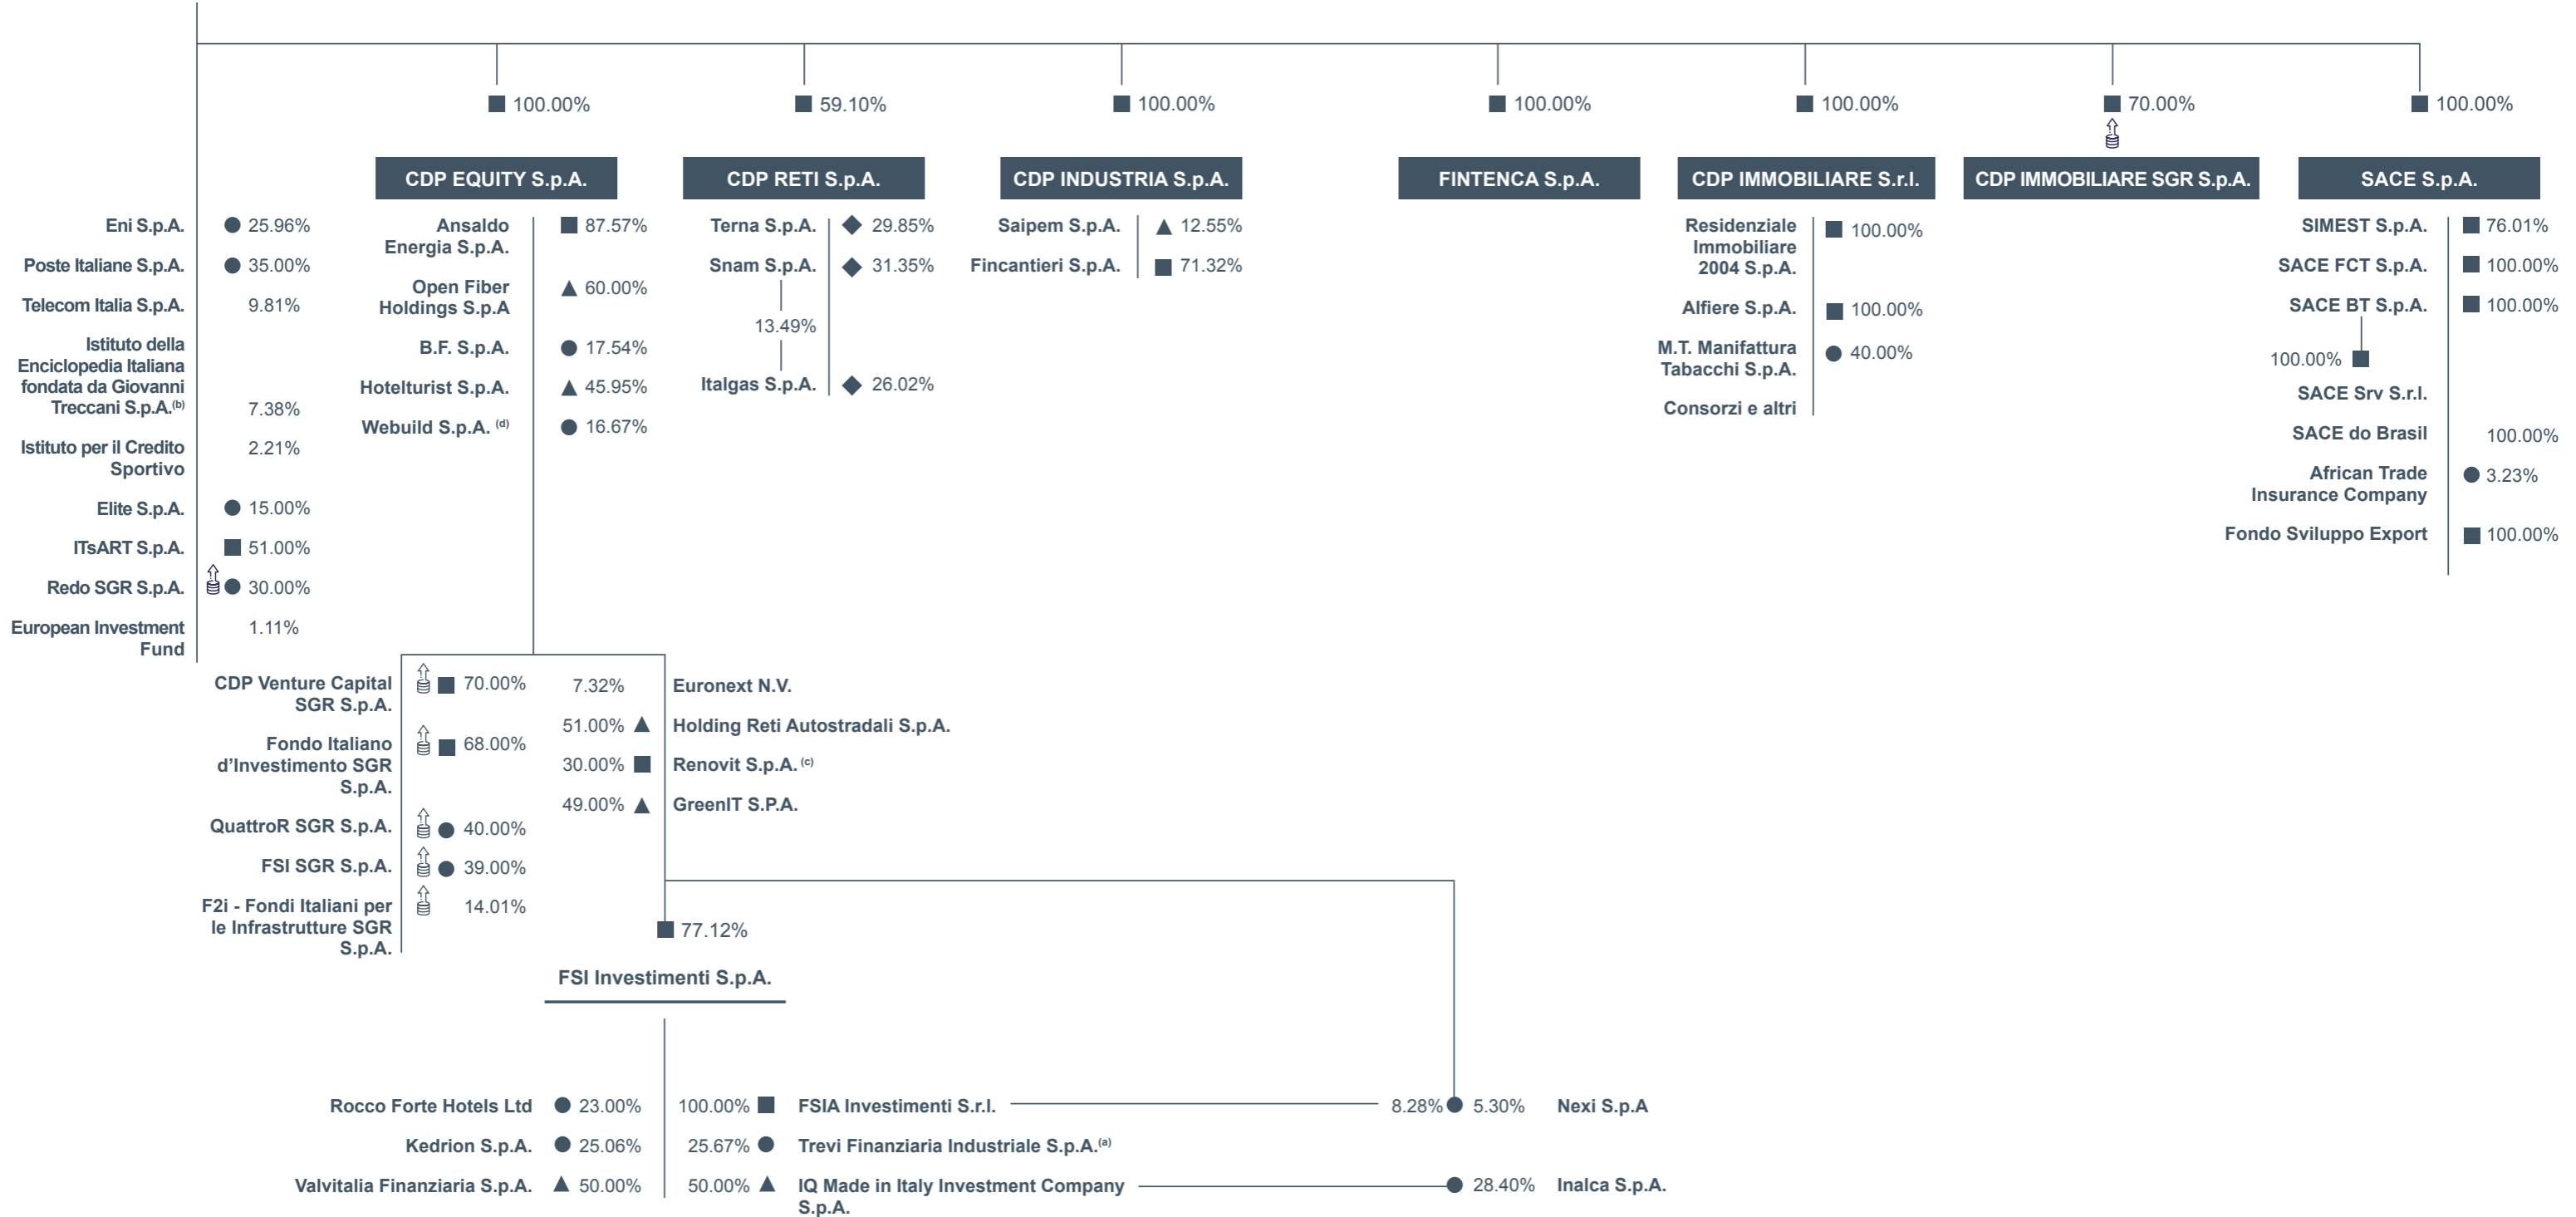 100.00%
59.10%
100.00%
100.00%
100.00%
70.00%
100.00%
CDP EQUITY S.p.A.
CDP RETI S.p.A.
CDP INDUSTRIA S.p.A.
FINTENCA S.p.A.
CDP IMMOBILIARE S.r.l.
CDP IMMOBILIARE SGR S.p.A.
SACE S.p.A.
Eni S.p.A. 25.96%
Poste Italiane S.p.A. 35.00%
Telecom Italia S.p.A. 9.81%
Istituto della
Enciclopedia Italiana
fondata da Giovanni
Treccani S.p.A.(b) 7.38%
Istituto per il Credito 2.21%
Sportivo
Elite S.p.A. 15.00%
ITsART S.p.A. 51.00%
Redo SGR S.p.A. 30.00%
European Investment 1.11%
Fund
Ansaldo 87.57%
Energia S.p.A.
Open Fiber 60.00%
Holdings S.p.A
B.F. S.p.A. 17.54%
Hotelturist S.p.A. 45.95%
Webuild S.p.A. (d) 16.67%
Terna S.p.A. 29.85%
Snam S.p.A. 31.35%
13.49%
Italgas S.p.A. 26.02%
Saipem S.p.A. 12.55%
Fincantieri S.p.A. 71.32%
Residenziale 100.00%
Immobiliare
2004 S.p.A.
Alfiere S.p.A. 100.00%
M.T. Manifattura 40.00%
Tabacchi S.p.A.
Consorzi e altri
SIMEST S.p.A. 76.01%
SACE FCT S.p.A. 100.00%
SACE BT S.p.A. 100.00%
100.00%
SACE Srv S.r.l.
SACE do Brasil 100.00%
African Trade 3.23%
Insurance Company
Fondo Sviluppo Export 100.00%
CDP Venture Capital 70.00%
SGR S.p.A.
Fondo Italiano 68.00%
d’Investimento SGR
S.p.A.
QuattroR SGR S.p.A. 40.00%
FSI SGR S.p.A. 39.00%
F2i - Fondi Italiani per 14.01%
le Infrastrutture SGR
S.p.A.
7.32% Euronext N.V.
51.00% Holding Reti Autostradali S.p.A.
30.00% Renovit S.p.A. (c)
49.00% GreenIT S.P.A.
77.12%
FSI Investimenti S.p.A.
Rocco Forte Hotels Ltd 23.00%
Kedrion S.p.A. 25.06%
Valvitalia Finanziaria S.p.A. 50.00%
100.00% FSIA Investimenti S.r.l. 8.28% 5.30% Nexi S.p.A
25.67% Trevi Finanziaria Industriale S.p.A.(a)
50.00% IQ Made in Italy Investment Company 28.40% Inalca S.p.A.
S.p.A.